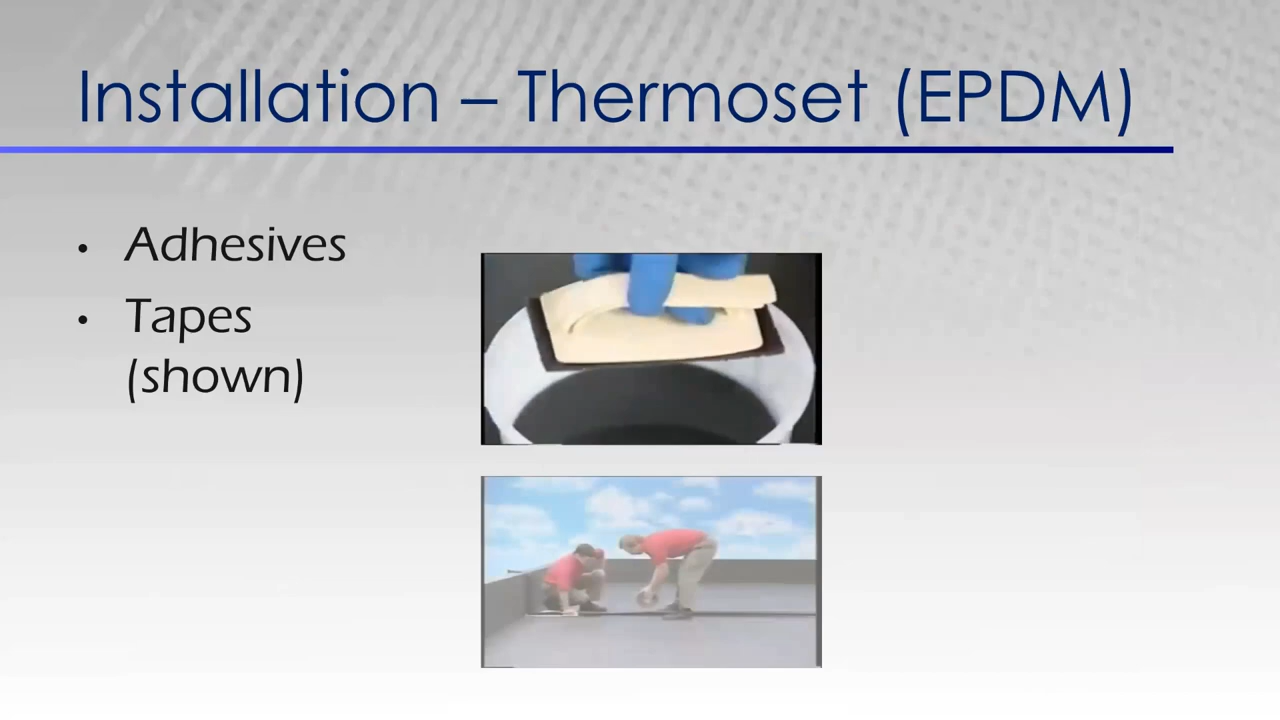 Installation – Thermoset (EPDM)
• Adhesives
• Tapes
(shown)